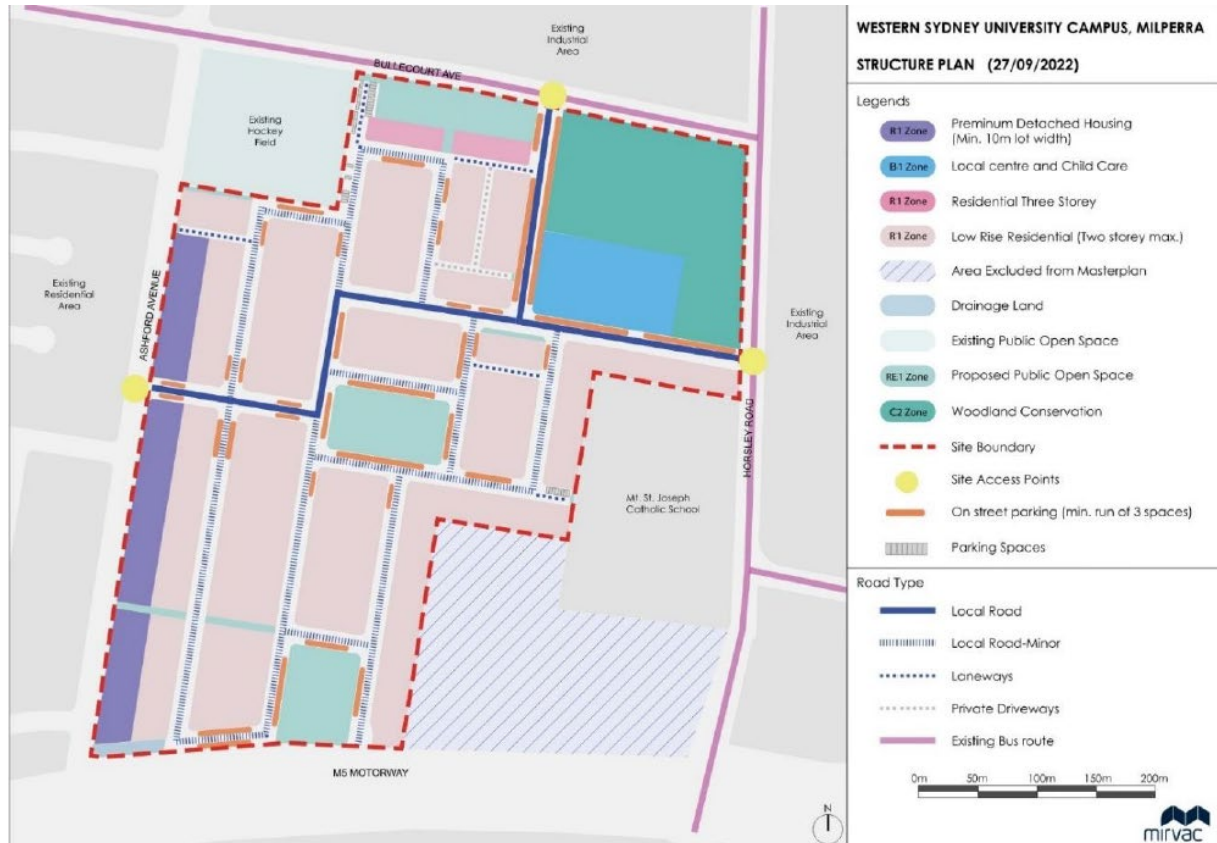 Existing
Industrial
Area
BULLECOURT AVE
Existing
Hockey
Field
Existing
Residential
Area
ASHFORD AVENUE
Existing
Industrial
Area
HORSLEY ROAD
Mt. St. Joseph
Catholic School
M5 MOTORWAY
N
WESTERN SYDNEY UNIVERSITY CAMPUS, MILPERRA
STRUCTURE PLAN (27/09/2022)
Legends
R1 Zone
Preminum Detached Housing
(Min. 10m lot width)
B1 Zone
Local centre and Child Care
R1 Zone
Residential Three Storey
R1 Zone
Low Rise Residential (Two storey max.)
Area Excluded from Masterplan
Drainage Land
Existing Public Open Space
RE1 Zone
Proposed Public Open Space
C2 Zone
Woodland Conservation
Site Boundary
Site Access Points
On street parking (min. run of 3 spaces)
Parking Spaces
Road Type
Local Road
Local Road-Minor
Laneways
Private Driveways
Existing Bus route
0m 50m 100m 150m 200m
mirvac